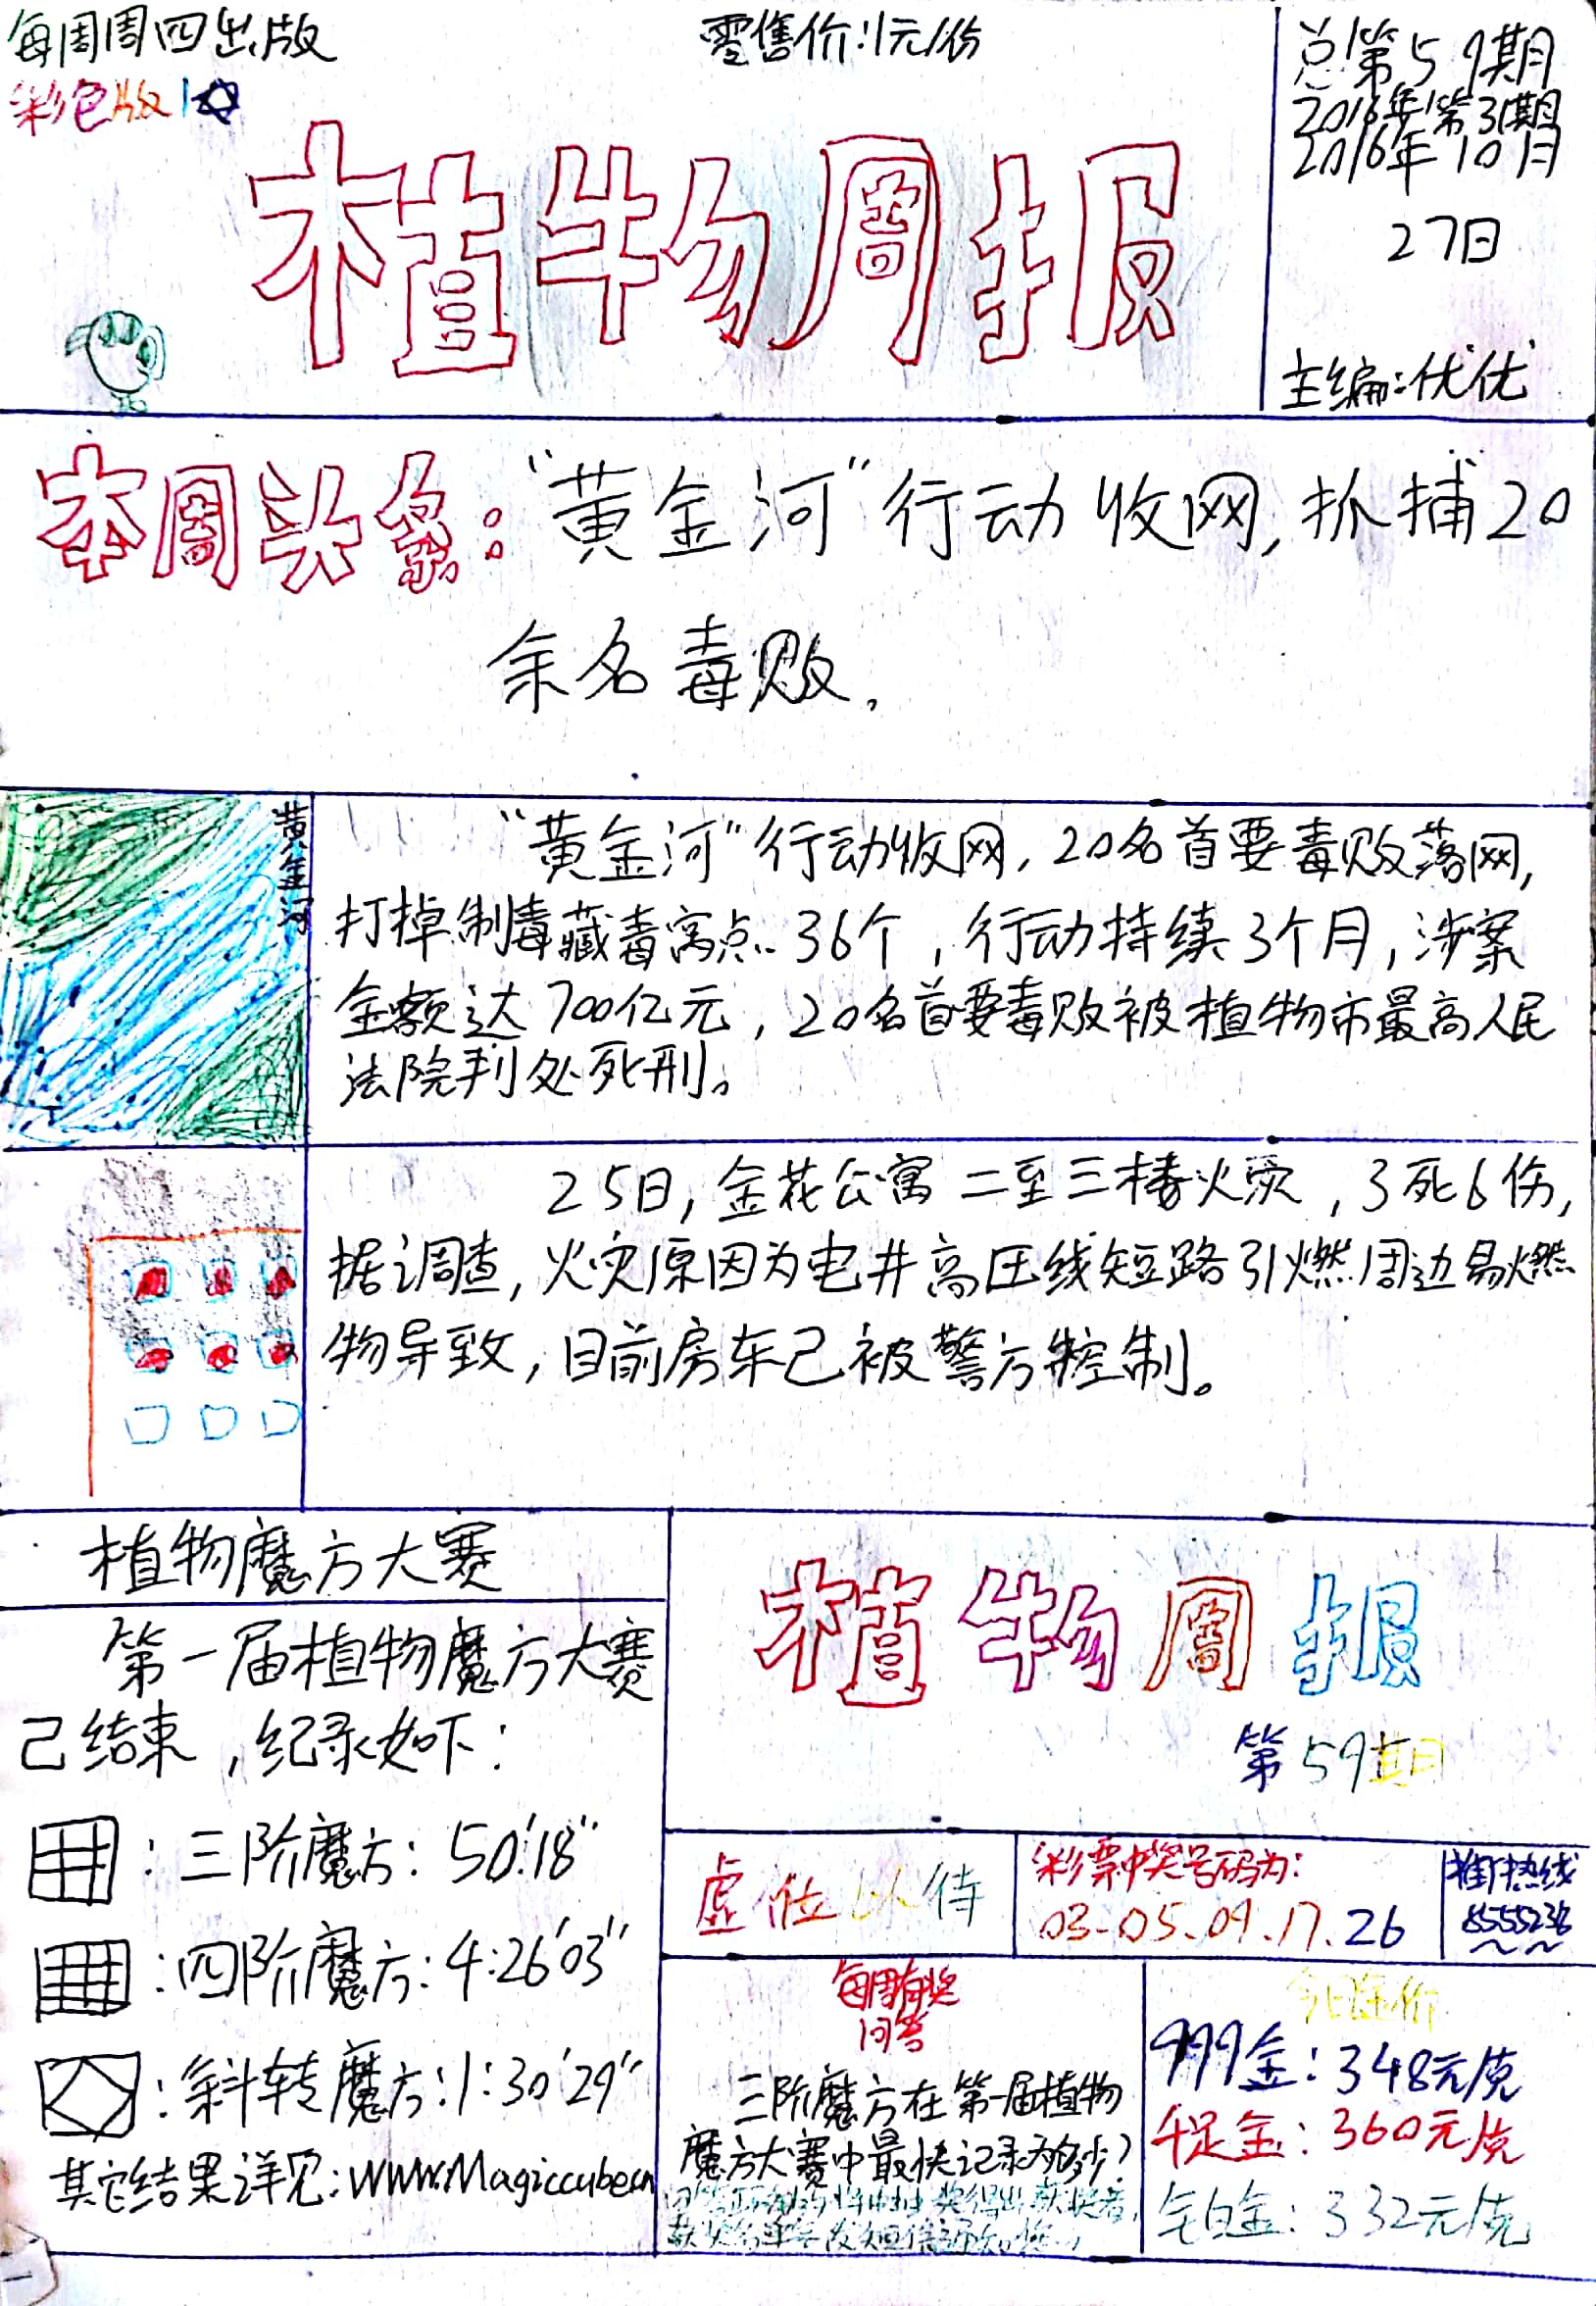 每周周四出版
零售价:1元/份
彩色版1
总第59期
2016年第31期
2016年10月
27日
植物周报
主编:优优
本周头条:"黄金河"行动收网,抓捕20
余名毒败.
黄金河
"黄金河"行动收网,20名首要毒败落网,
打掉制毒藏毒窝点36个,行动持续3个月,涉案
金额达700亿元,20名首要毒败被植物市最高人民
法院判处死刑。
25日,金花公寓二至三楼火灾,3死6伤,
据调查,火灾原因为电井高压线短路引燃周边易燃
物导致,目前房东已被警方控制。
植物魔方大赛
第一届植物魔方大赛
已结束,纪录如下:
:三阶魔方:50'18"
:四阶魔方:4:26'03"
:斜转魔方:1:30'29"
其它结果详见:www.Magiccube.cn
植物周报
第59期
虚位以待
彩票中奖号码为:
03-05.09.17.26
热线
每周有奖
问答
三阶魔方在第一届植物
魔方大赛中最快记录为多少?
今日金价
999金:348元/克
千足金:360元/克
铂白金:332元/克
1